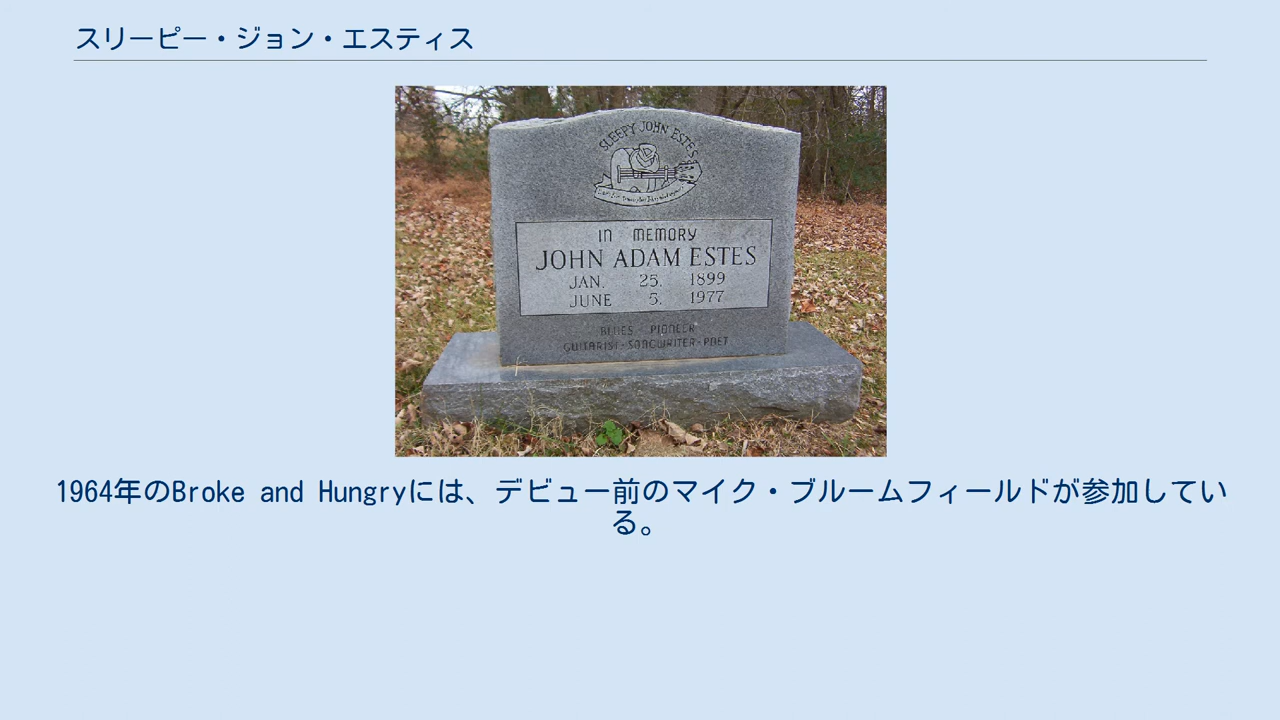 スリーピー・ジョン・エスティス
SLEEPY JOHN ESTES
IN MEMORY
JOHN ADAM ESTES
JAN. 25. 1899
JUNE 5. 1977
BLUES PIONEER
GUITARIST-SONGWRITER-POET
1964年のBroke and Hungryには、デビュー前のマイク・ブルームフィールドが参加してい
る。